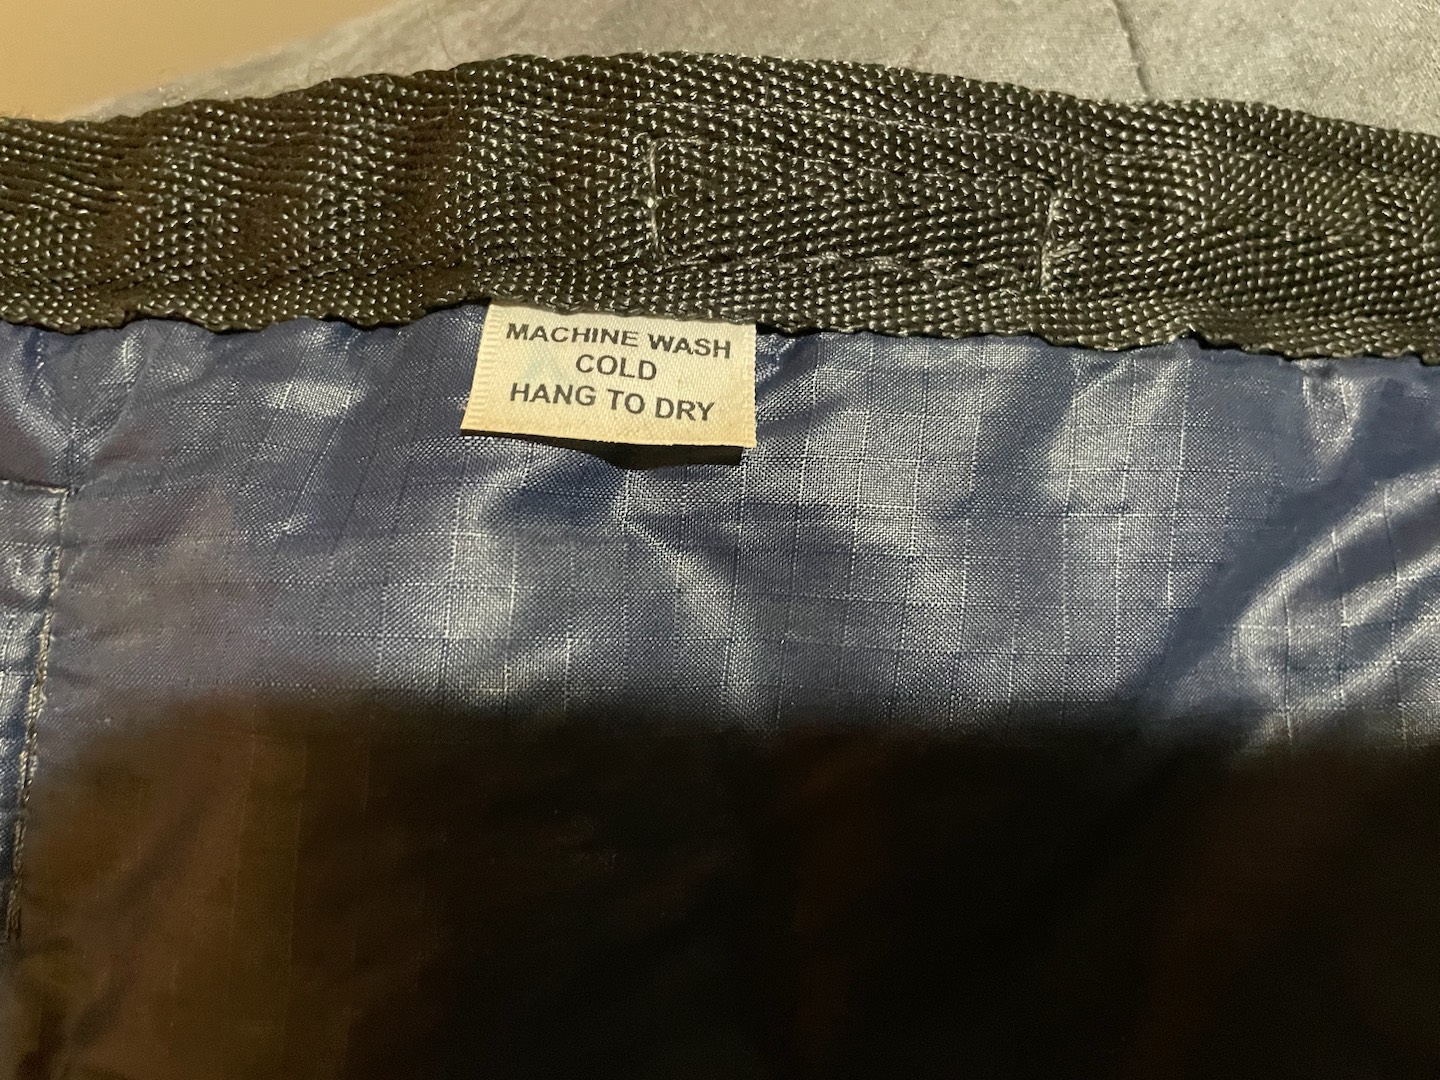 MACHINE WASH
COLD
HANG TO DRY